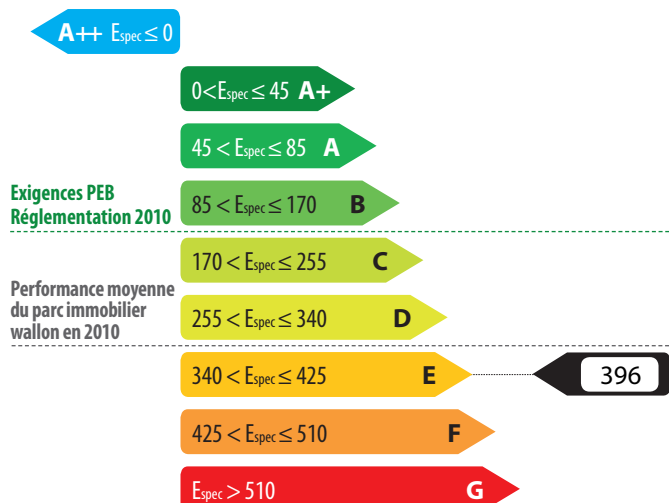 A++ Espec ≤ 0
0<Espec ≤ 45 A+
45 < Espec ≤ 85 A
Exigences PEB
Réglementation 2010
85 < Espec ≤ 170 B
170 < Espec ≤ 255 C
Performance moyenne
du parc immobilier
wallon en 2010
255 < Espec ≤ 340 D
340 < Espec ≤ 425 E
396
425 < Espec ≤ 510 F
Espec > 510 G